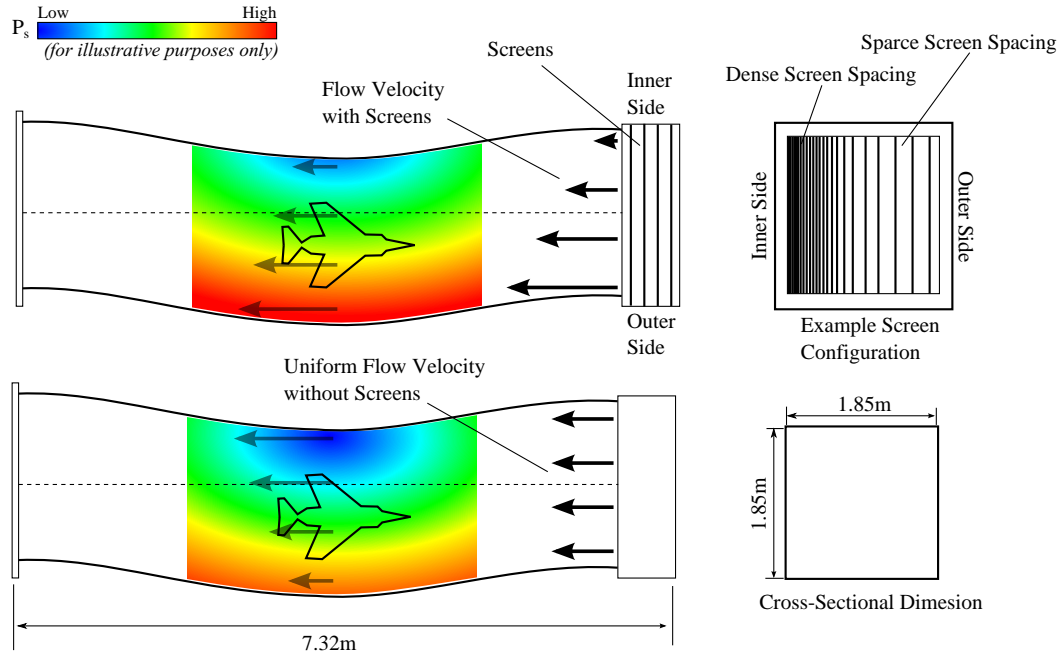 Low High
P_s
(for illustrative purposes only)
Screens
Flow Velocity
with Screens
Inner
Side
Outer
Side
Sparce Screen Spacing
Dense Screen Spacing
Inner Side
Outer Side
Example Screen
Configuration
Uniform Flow Velocity
without Screens
7.32m
1.85m
1.85m
Cross-Sectional Dimesion